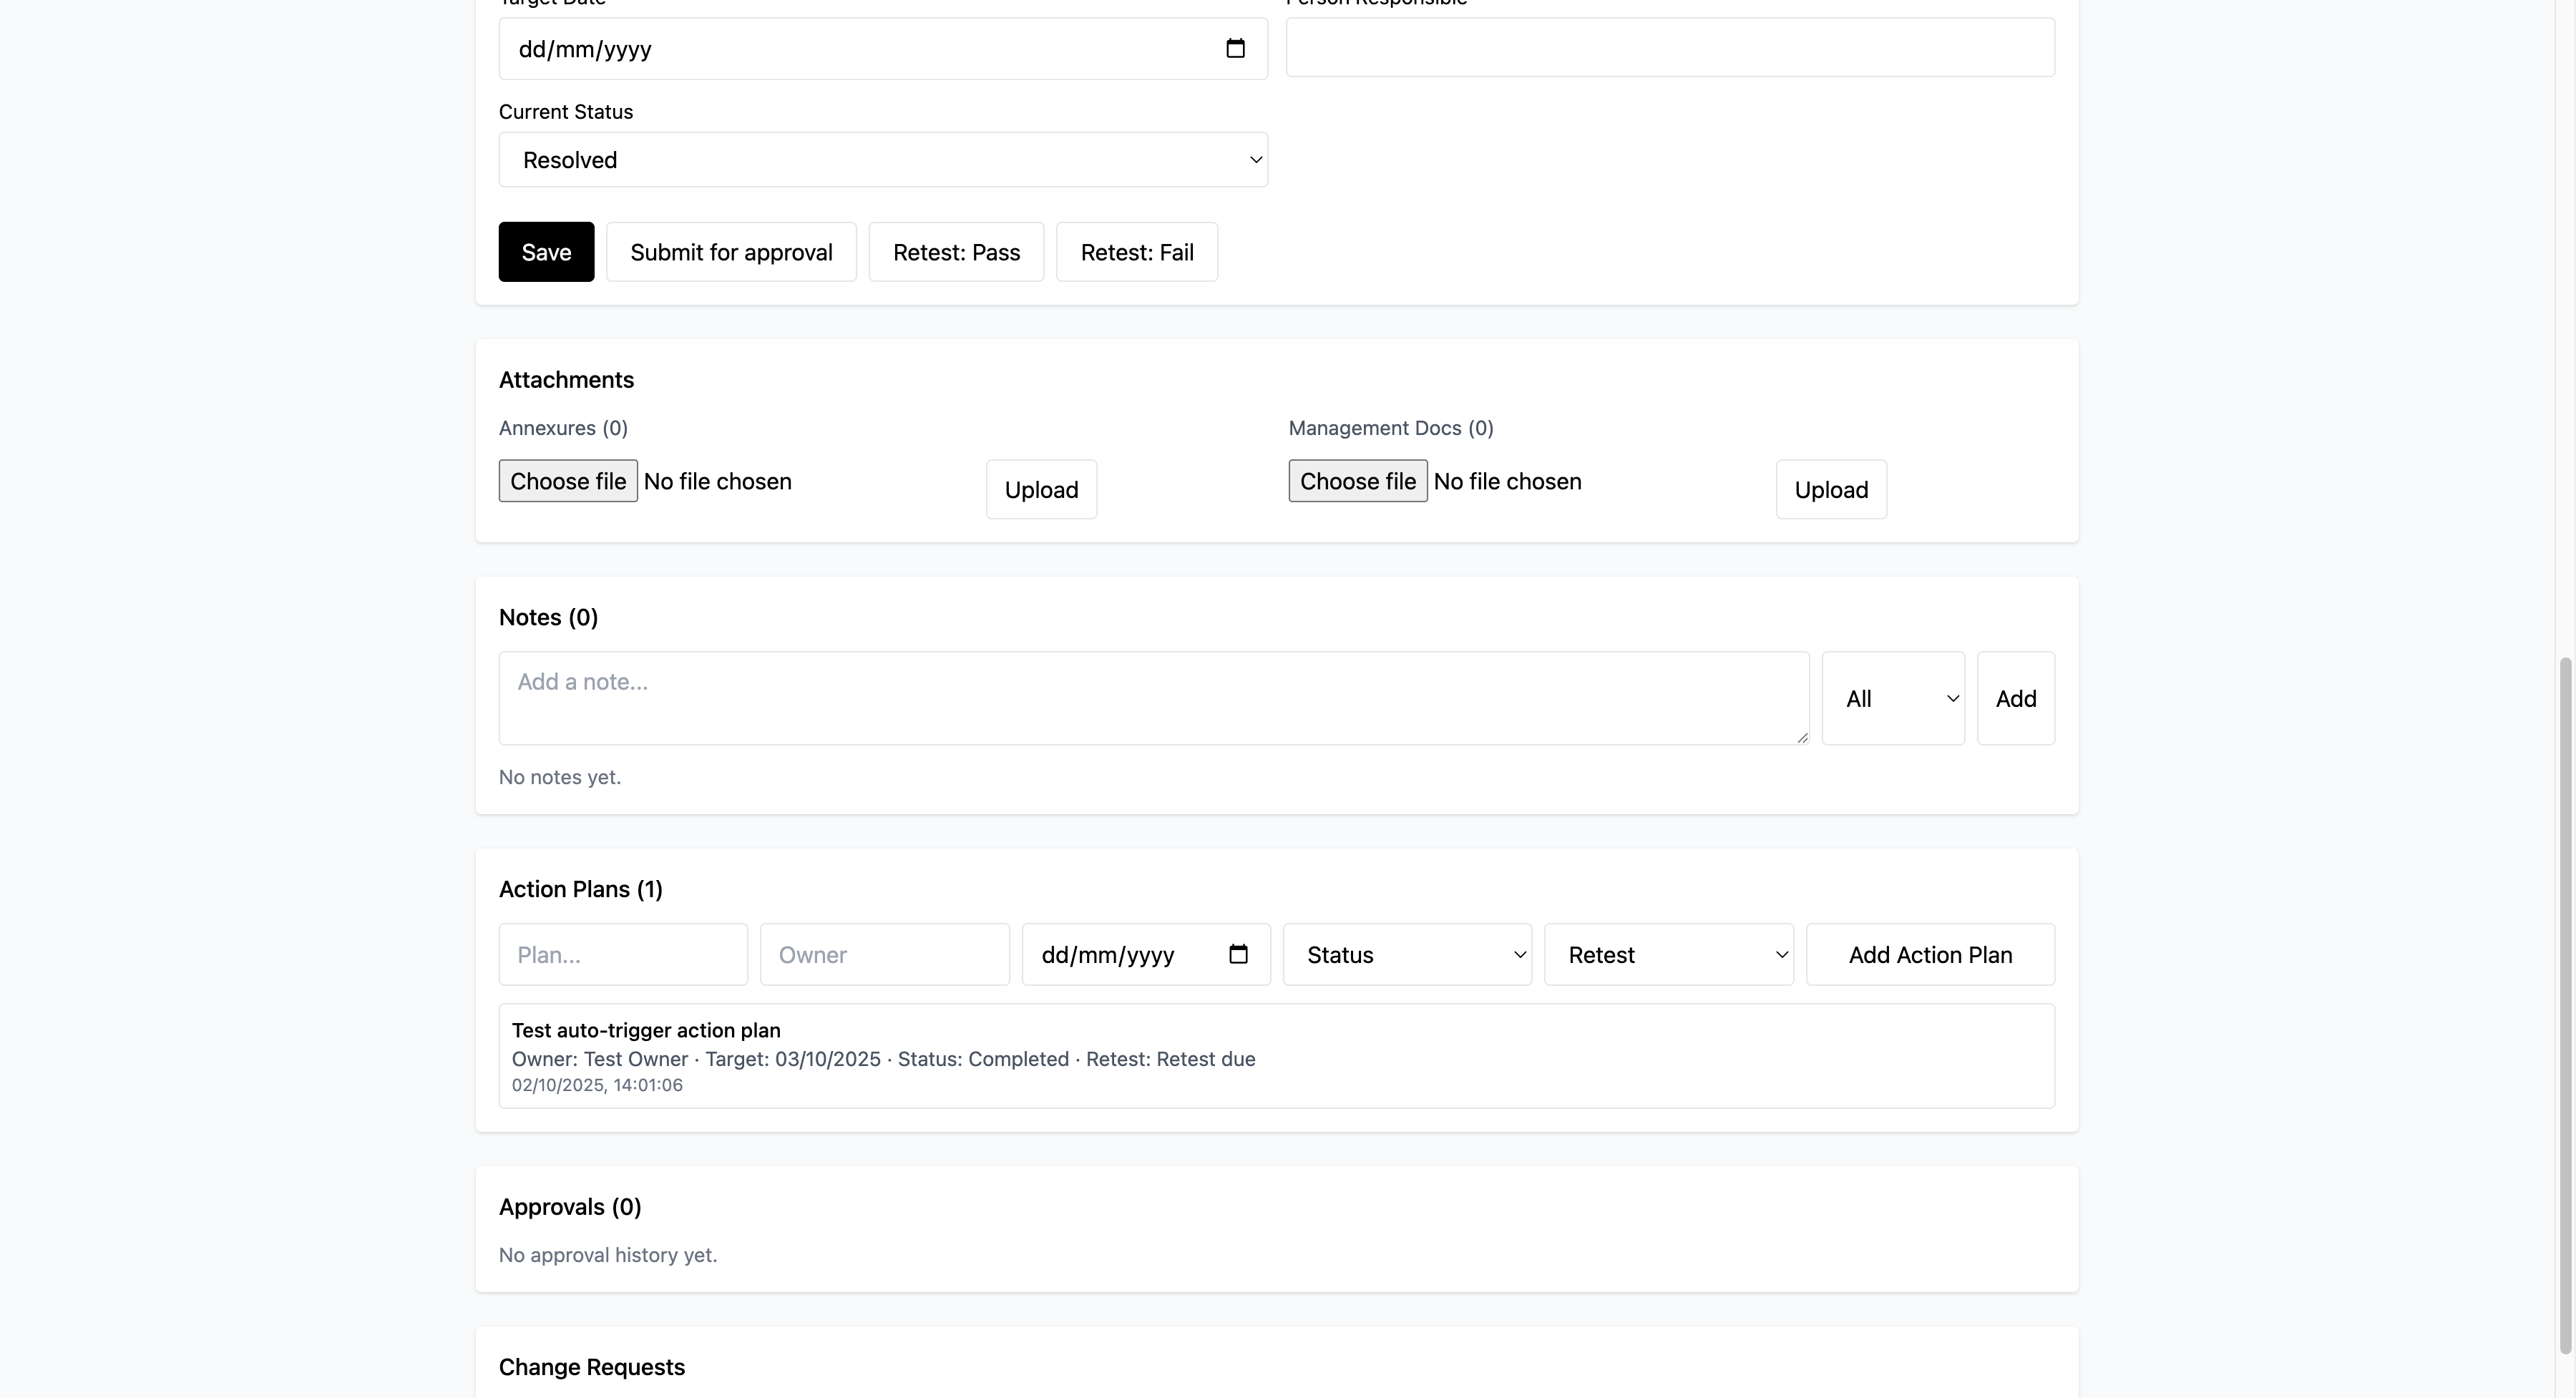 Target Date
Person Responsible
dd/mm/yyyy
Current Status
Resolved
Save
Submit for approval
Retest: Pass
Retest: Fail
Attachments
Annexures (0)
Management Docs (0)
Choose file No file chosen
Upload
Choose file No file chosen
Upload
Notes (0)
Add a note...
All
Add
No notes yet.
Action Plans (1)
Plan...
Owner
dd/mm/yyyy
Status
Retest
Add Action Plan
Test auto-trigger action plan
Owner: Test Owner · Target: 03/10/2025 · Status: Completed · Retest: Retest due
02/10/2025, 14:01:06
Approvals (0)
No approval history yet.
Change Requests